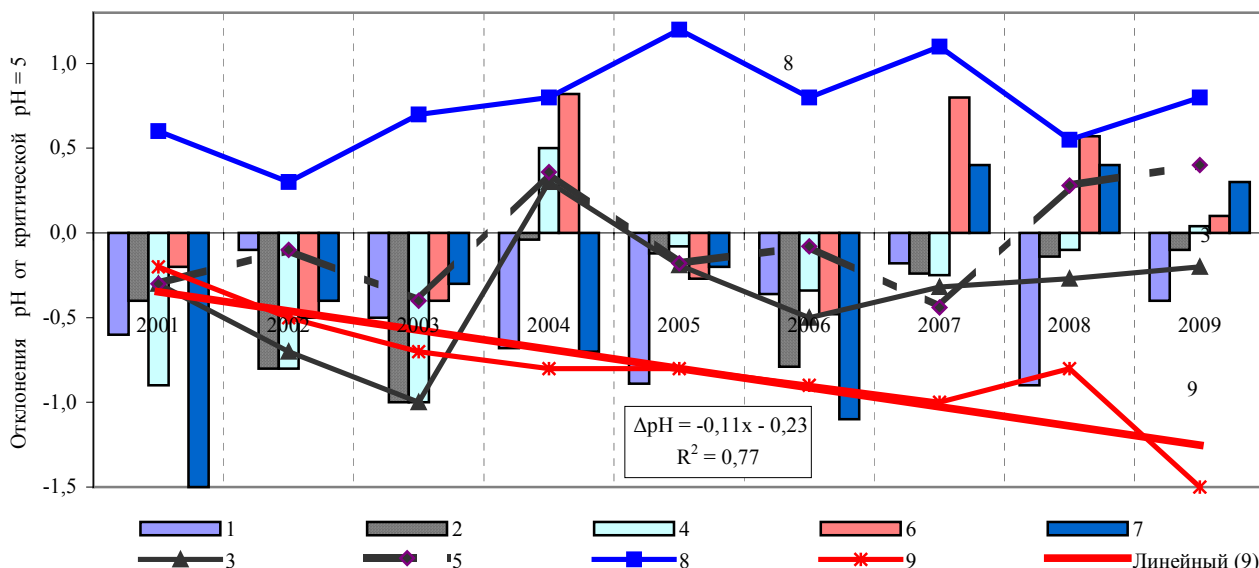 Отклонения pH от критической pH = 5
1,0
0,5
0,0
-0,5
-1,0
-1,5
8
3
9
2001 2002 2003 2004 2005 2006 2007 2008 2009
ΔpH = -0,11x - 0,23
R² = 0,77
1 2 4 6 7
3 5 8 9 Линейный (9)